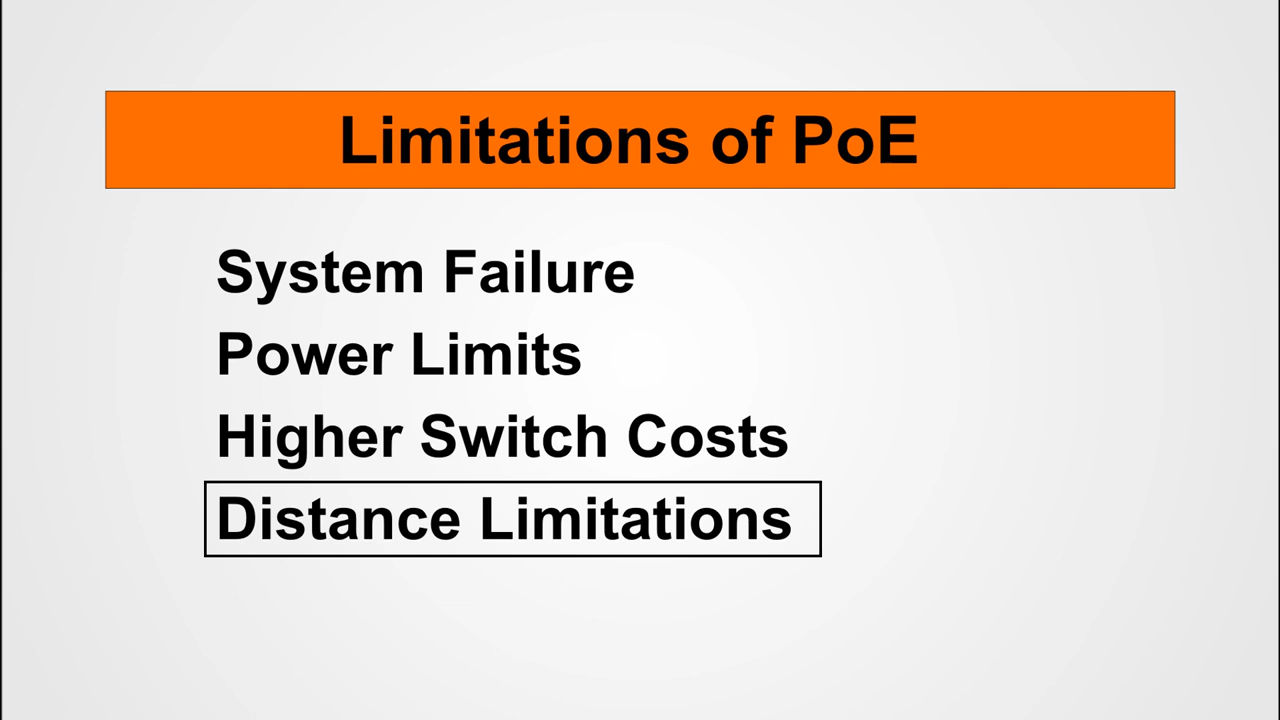 Limitations of PoE
System Failure
Power Limits
Higher Switch Costs
Distance Limitations